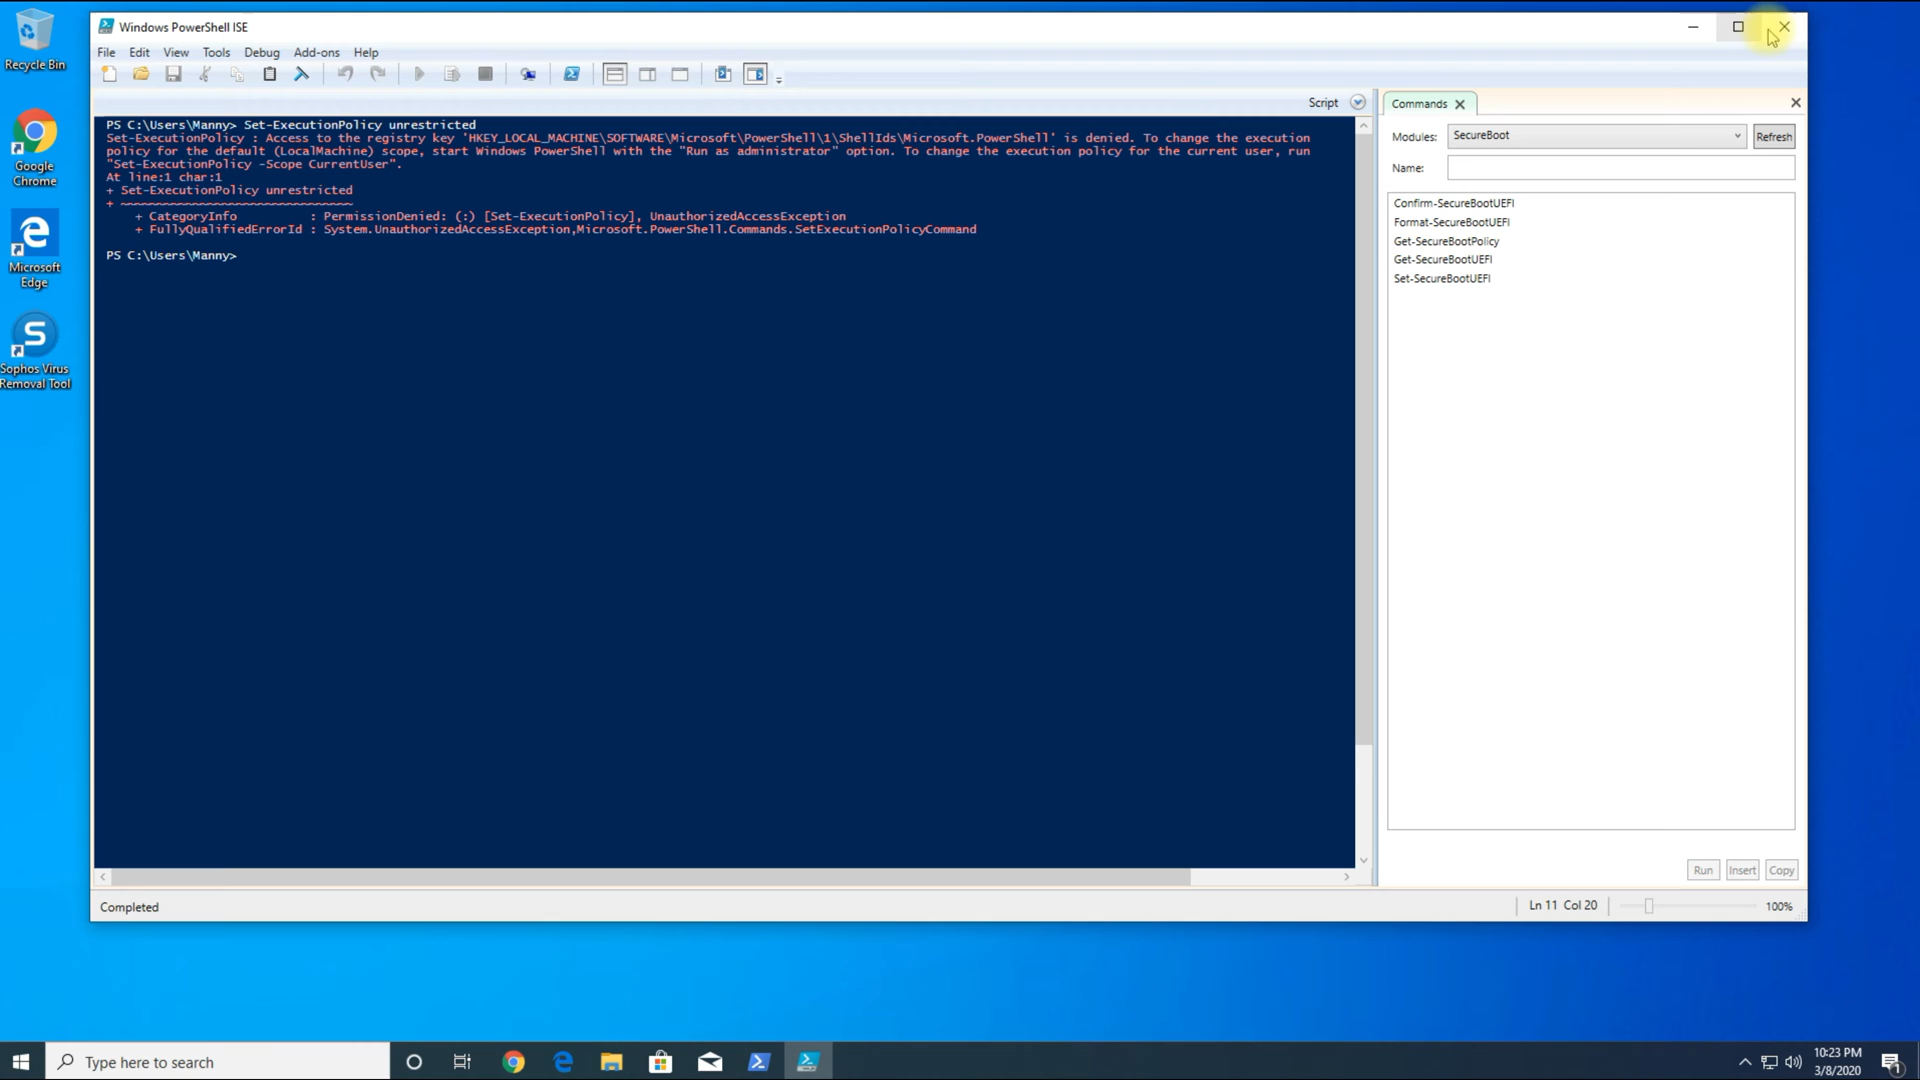 Recycle Bin
Google
Chrome
Microsoft
Edge
S
Sophos Virus
Removal Tool
Windows PowerShell ISE
File Edit View Tools Debug Add-ons Help
Script
PS C:\Users\Manny> Set-ExecutionPolicy unrestricted
Set-ExecutionPolicy : Access to the registry key 'HKEY_LOCAL_MACHINE\SOFTWARE\Microsoft\PowerShell\1\ShellIds\Microsoft.PowerShell' is denied. To change the execution
policy for the default (LocalMachine) scope, start Windows PowerShell with the "Run as administrator" option. To change the execution policy for the current user, run
"Set-ExecutionPolicy -Scope CurrentUser".
At line:1 char:1
+ Set-ExecutionPolicy unrestricted
+ ~~~~~~~~~~~~~~~~~~~~~~~~~~~~~~~~
+ CategoryInfo : PermissionDenied: (:) [Set-ExecutionPolicy], UnauthorizedAccessException
+ FullyQualifiedErrorId : System.UnauthorizedAccessException,Microsoft.PowerShell.Commands.SetExecutionPolicyCommand
PS C:\Users\Manny>
Commands
Modules: SecureBoot Refresh
Name:
Confirm-SecureBootUEFI
Format-SecureBootUEFI
Get-SecureBootPolicy
Get-SecureBootUEFI
Set-SecureBootUEFI
Run Insert Copy
Completed
Ln 11 Col 20
100%
Type here to search
10:23 PM
3/8/2020
1